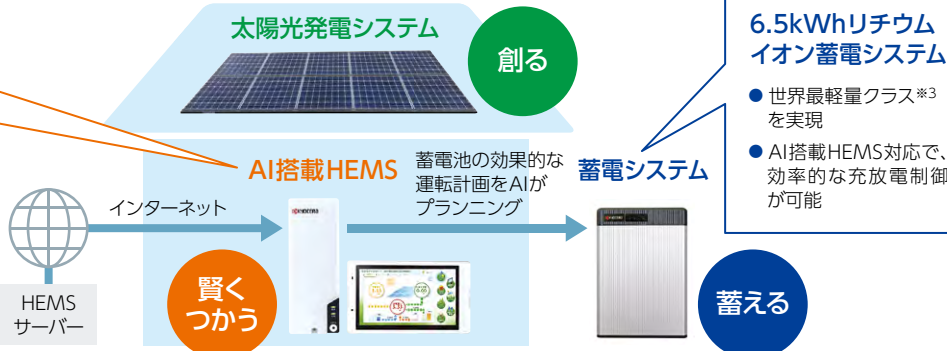 太陽光発電システム
創る
6.5kWhリチウム
イオン蓄電システム
● 世界最軽量クラス※3
を実現
● AI搭載HEMS対応で、
効率的な充放電制御
が可能
AI搭載HEMS
蓄電池の効果的な
運転計画をAIが
プランニング
蓄電システム
インターネット
KYOCERA
HEMS
サーバー
賢く
つかう
蓄える